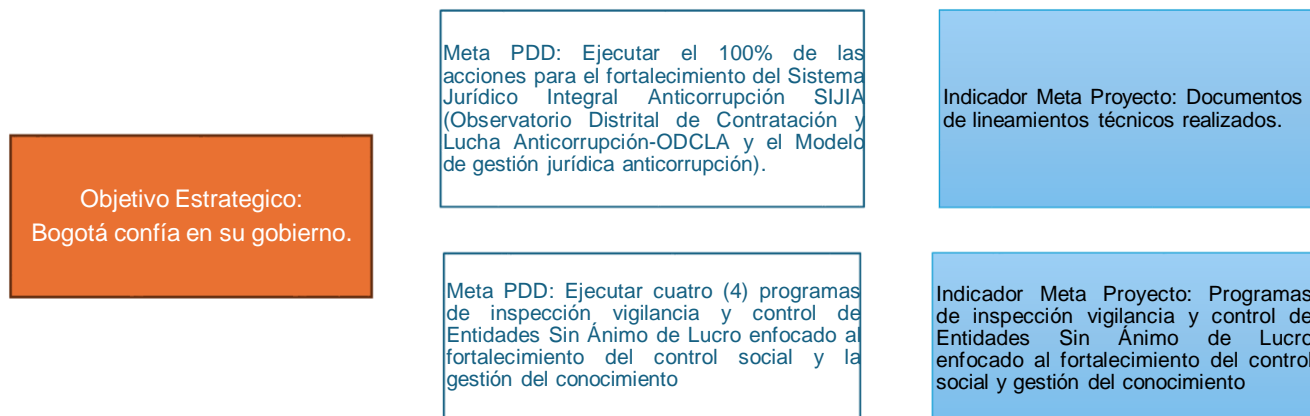 Objetivo Estrategico:
Bogotá confía en su gobierno.
Meta PDD: Ejecutar el 100% de las
acciones para el fortalecimiento del Sistema
Jurídico Integral Anticorrupción SIJIA
(Observatorio Distrital de Contratación y
Lucha Anticorrupción-ODCLA y el Modelo
de gestión jurídica anticorrupción).
Indicador Meta Proyecto: Documentos
de lineamientos técnicos realizados.
Meta PDD: Ejecutar cuatro (4) programas
de inspección vigilancia y control de
Entidades Sin Ánimo de Lucro enfocado al
fortalecimiento del control social y la
gestión del conocimiento
Indicador Meta Proyecto: Programas
de inspección vigilancia y control de
Entidades Sin Ánimo de Lucro
enfocado al fortalecimiento del control
social y gestión del conocimiento